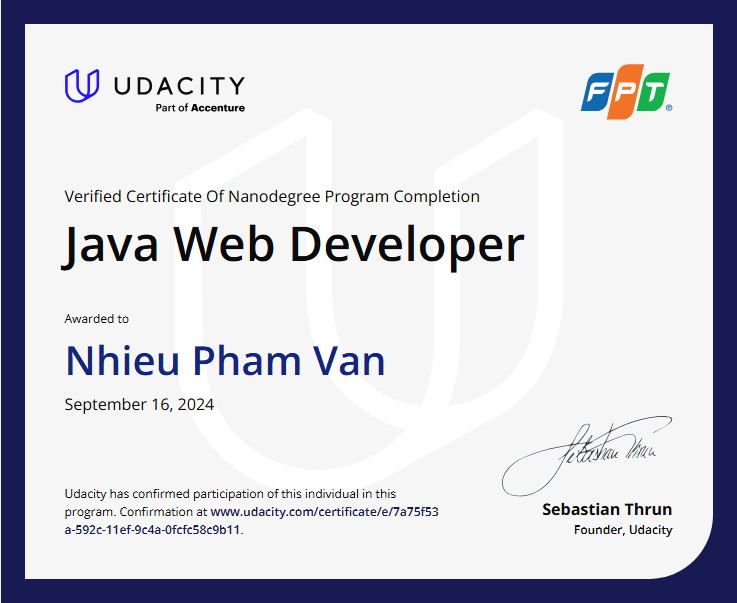 UDACITY
Part of Accenture
FPT®
Verified Certificate Of Nanodegree Program Completion
Java Web Developer
Awarded to
Nhieu Pham Van
September 16, 2024
Sebastian Thrun
Udacity has confirmed participation of this individual in this
program. Confirmation at www.udacity.com/certificate/e/7a75f53
a-592c-11ef-9c4a-0fcfc58c9b11.
Sebastian Thrun
Founder, Udacity